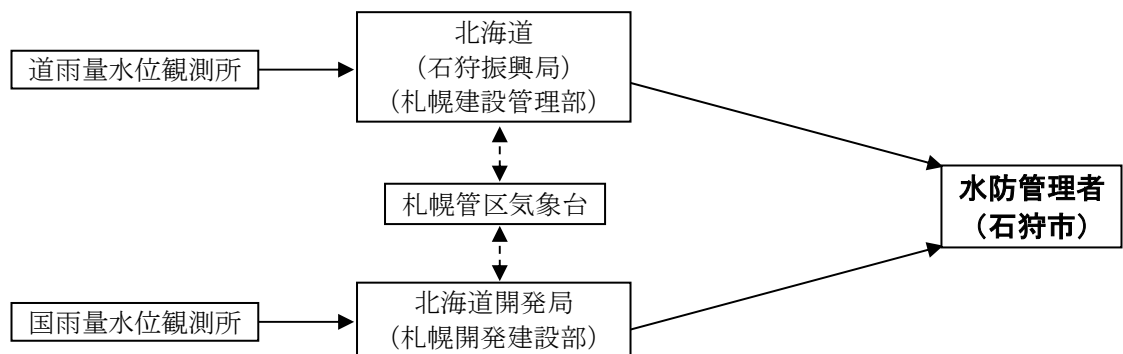 北海道
道雨量水位観測所
（石狩振興局）
（札幌建設管理部）
札幌管区気象台
水防管理者
（石狩市）
北海道開発局
国雨量水位観測所
（札幌開発建設部）